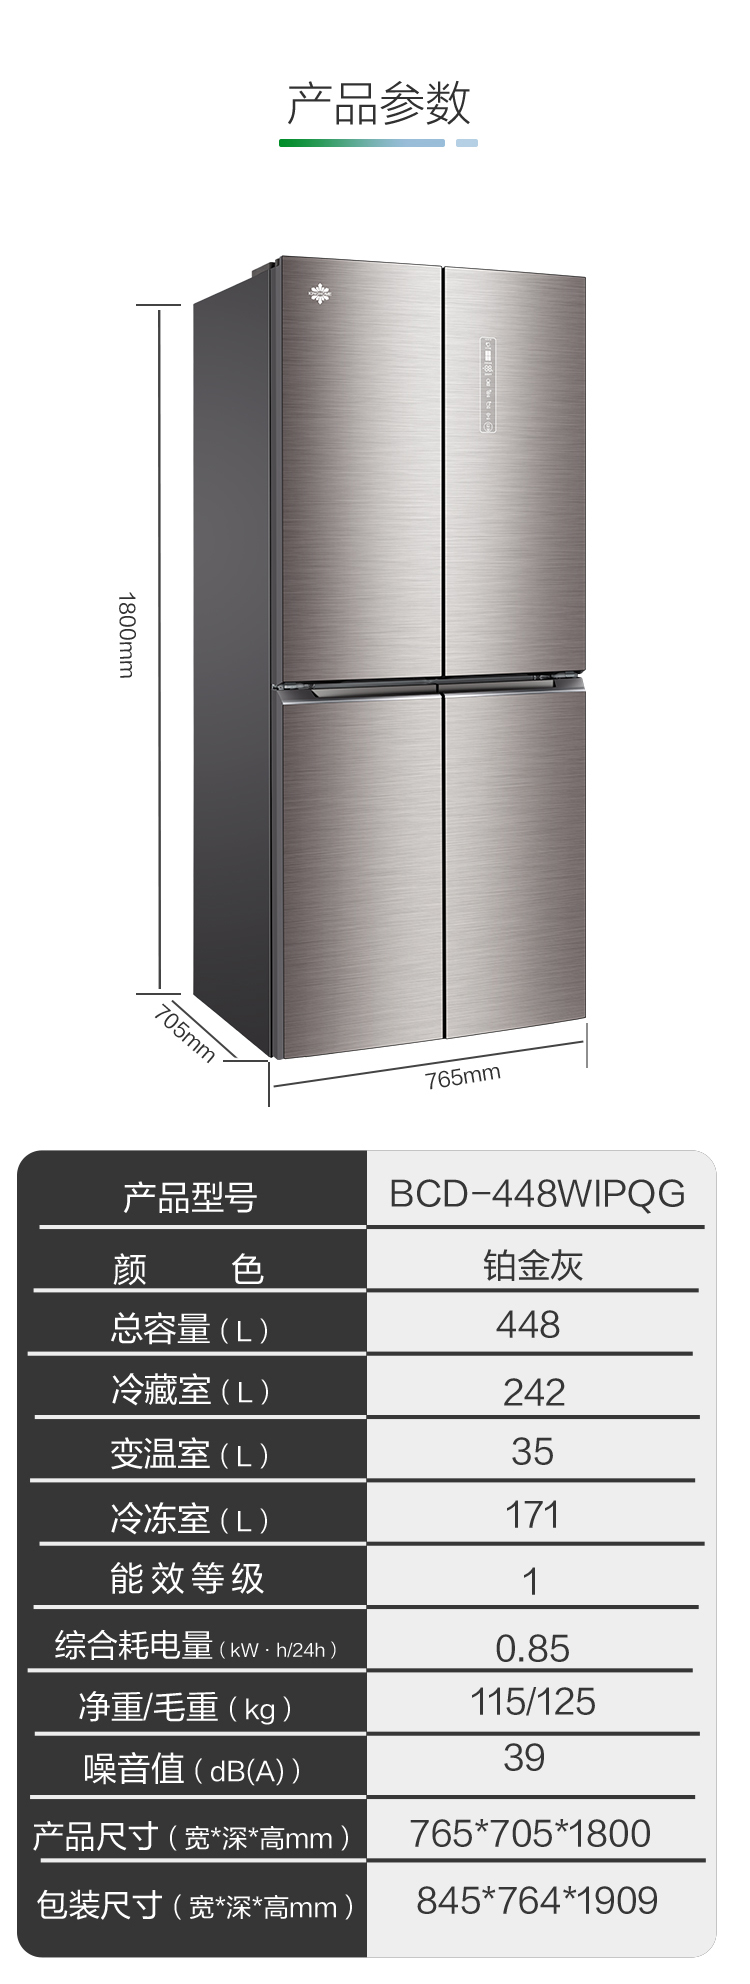 产品参数
KINGHOME
1800mm
705mm
765mm
产品型号 BCD-448WIPQG
颜 色 铂金灰
总容量（L） 448
冷藏室（L） 242
变温室（L） 35
冷冻室（L） 171
能效等级 1
综合耗电量（kW · h/24h） 0.85
净重/毛重（kg） 115/125
噪音值（dB(A)） 39
产品尺寸（宽*深*高mm） 765*705*1800
包装尺寸（宽*深*高mm） 845*764*1909